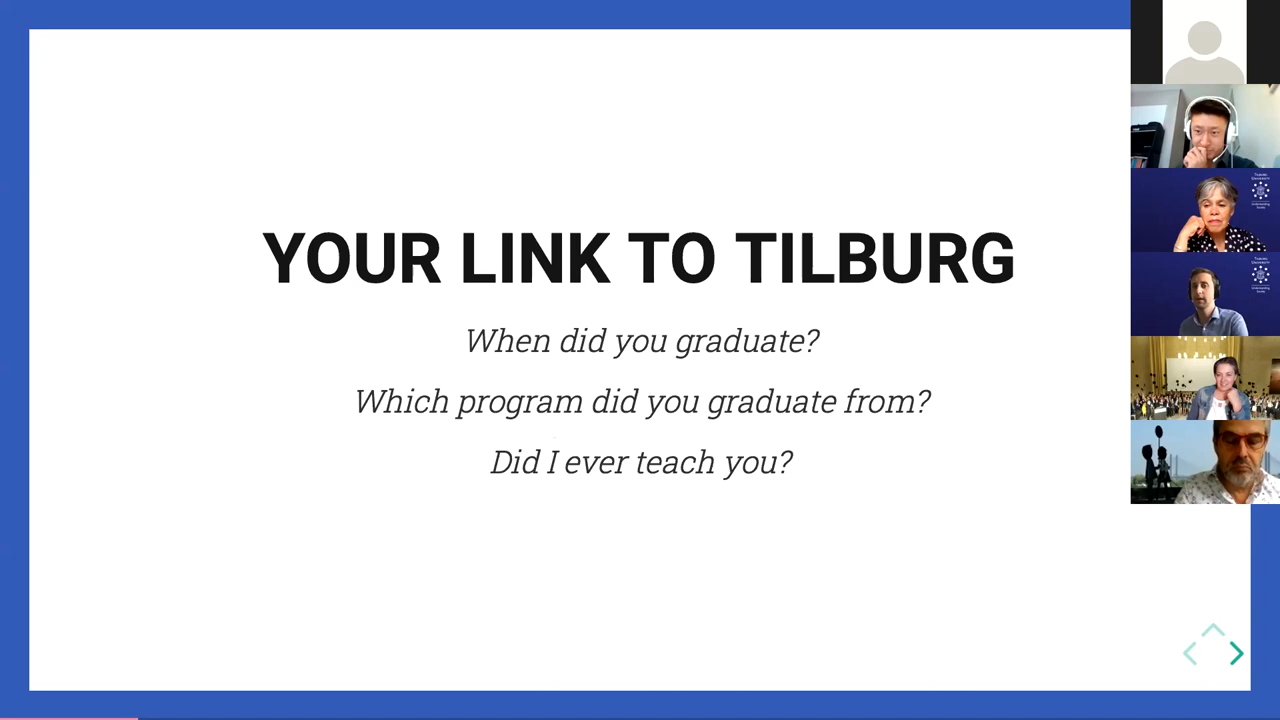 YOUR LINK TO TILBURG
When did you graduate?
Which program did you graduate from?
Did I ever teach you?